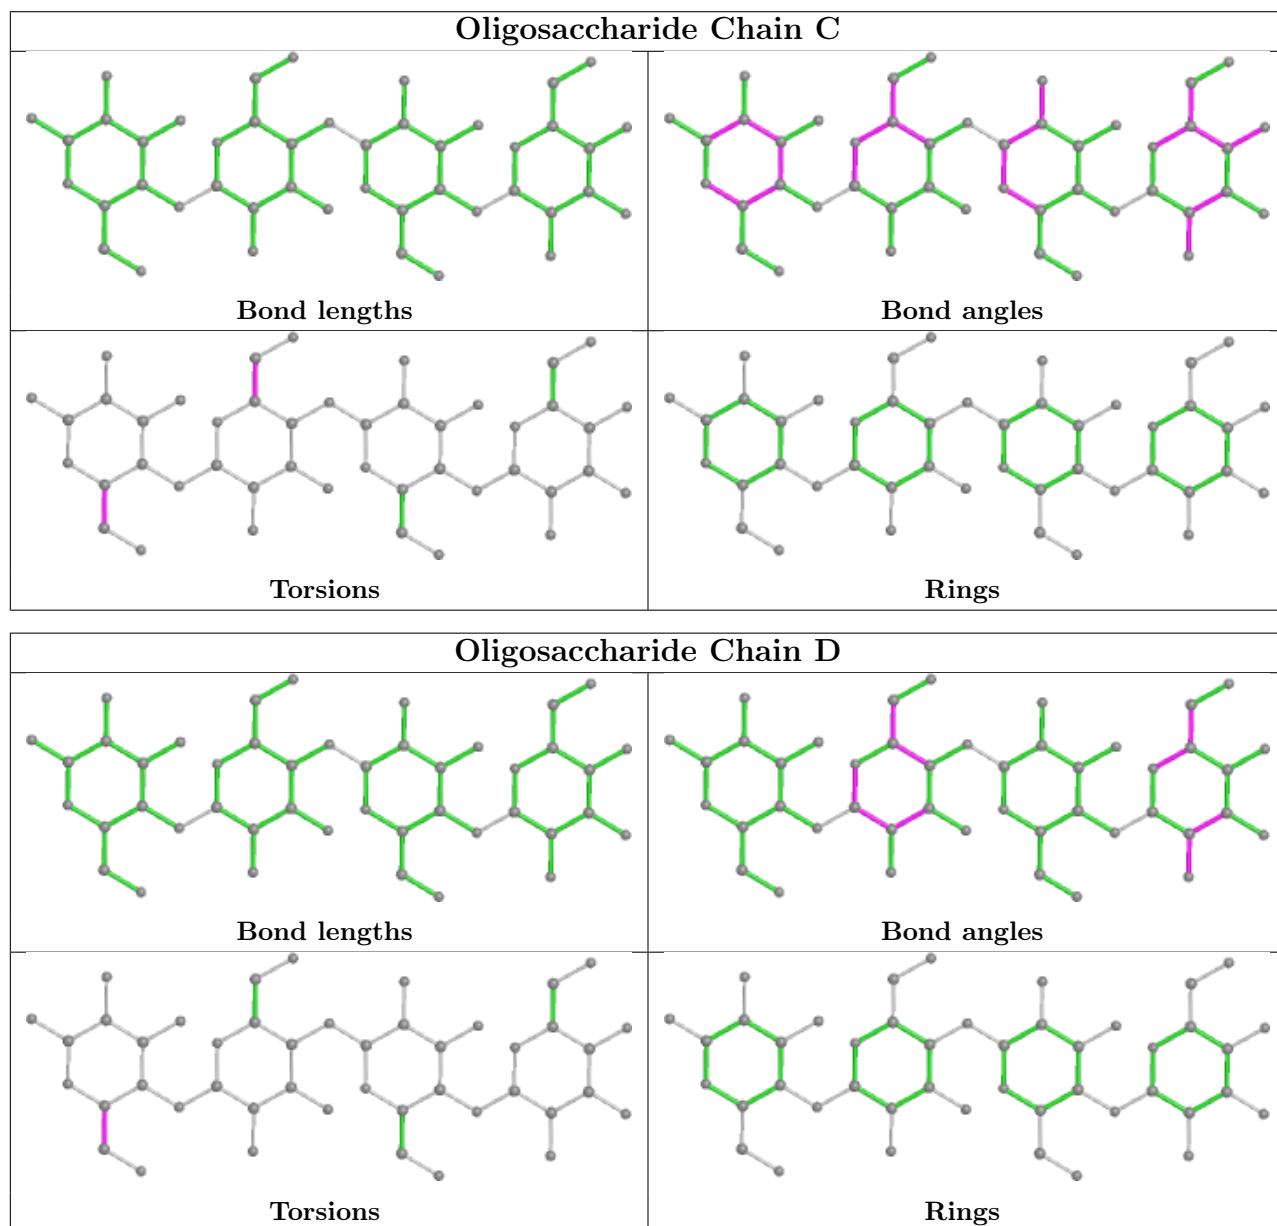 Oligosaccharide Chain C
Bond lengths
Bond angles
Torsions
Rings
Oligosaccharide Chain D
Bond lengths
Bond angles
Torsions
Rings